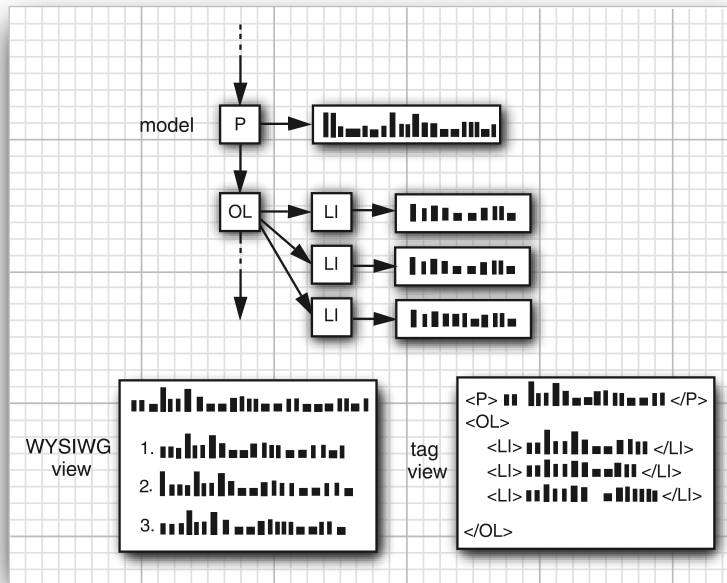 model
P
OL
LI
LI
LI
WYSIWG
view
1.
2.
3.
tag
view
<P> </P>
<OL>
<LI> </LI>
<LI> </LI>
<LI> </LI>
</OL>